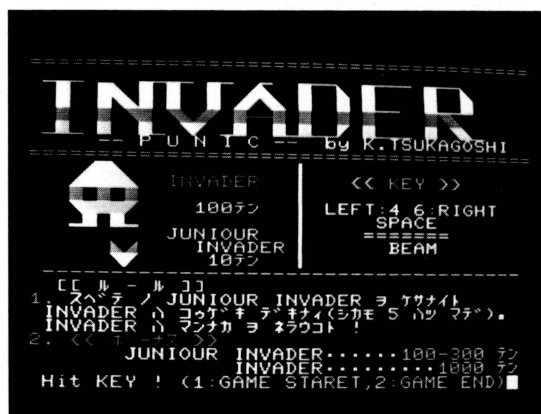 INVADER
-- P U N I C -- by K.TSUKAGOSHI
INVADER
100テン
JUNIOUR
INVADER
10テン
<< KEY >>
LEFT:4 6:RIGHT
SPACE
=======
BEAM
[[ ル - ル ]]
1. スベテ ノ JUNIOUR INVADER ヲ ケサナイト
INVADER ハ コウゲキ デキナイ(シカモ 5 ハツ マデ).
INVADER ハ マンナカ ヲ ネラウコト !
2. << ボーナス >>
JUNIOUR INVADER······100-300 テン
INVADER·········1000 テン
Hit KEY ! (1:GAME STARET,2:GAME END)